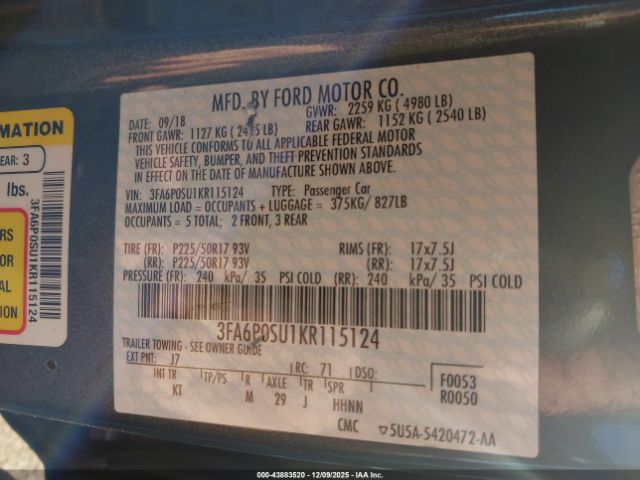 MFD. BY FORD MOTOR CO.
DATE: 09/18 GVWR: 2259 KG ( 4980 LB)
FRONT GAWR: 1127 KG ( 2485 LB) REAR GAWR: 1152 KG ( 2540 LB)
THIS VEHICLE CONFORMS TO ALL APPLICABLE FEDERAL MOTOR
VEHICLE SAFETY, BUMPER, AND THEFT PREVENTION STANDARDS
IN EFFECT ON THE DATE OF MANUFACTURE SHOWN ABOVE.
VIN: 3FA6P0SU1KR115124 TYPE: Passenger Car
MAXIMUM LOAD = OCCUPANTS + LUGGAGE = 375KG/ 827LB
OCCUPANTS = 5 TOTAL; 2 FRONT, 3 REAR
TIRE (FR): P225/50R17 93V RIMS (FR): 17x7.5J
(RR): P225/50R17 93V (RR): 17x7.5J
PRESSURE (FR): 240 kPa/ 35 PSI COLD (RR): 240 kPa/ 35 PSI COLD
3FA6P0SU1KR115124
TRAILER TOWING - SEE OWNER GUIDE
EXT PNT: J7 RC: 71 DSO: F0053
INT TR TP/PS R AXLE TR SPR R0050
KT M 29 J HHNN
CMC 5U5A-5420472-AA
RMATION
EAR: 3
lbs.
RS
OR
AL
ION
3FA6P0SU1KR115124
000-43883520 - 12/09/2025 - IAA Inc.